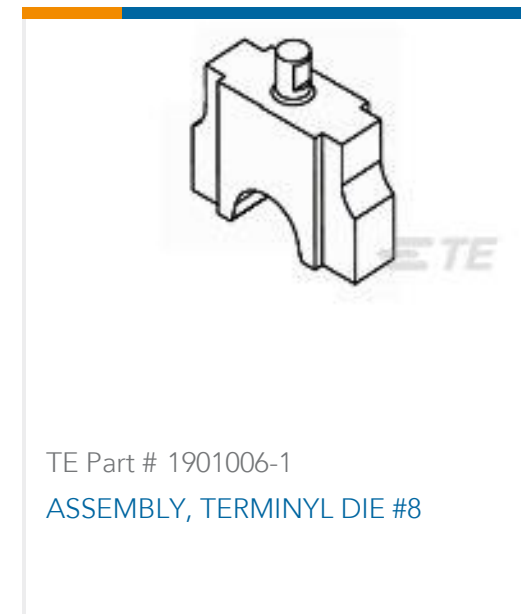 TE
TE Part # 1901006-1
ASSEMBLY, TERMINYL DIE #8